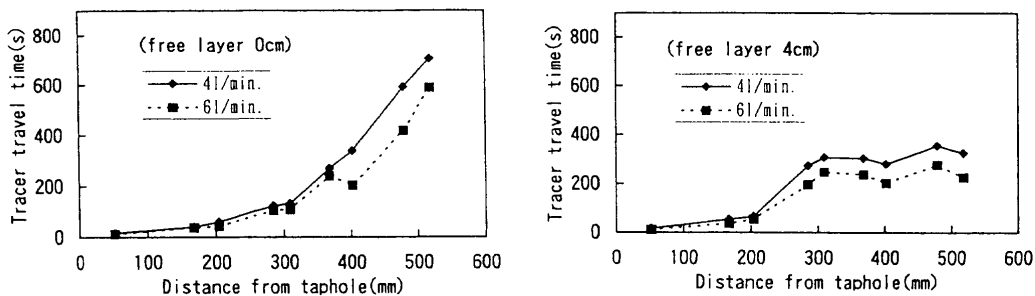 800
600
400
200
0
Tracer travel time(s)
(free layer 0cm)
4l/min.
6l/min.
0 100 200 300 400 500 600
Distance from taphole(mm)
800
600
400
200
0
Tracer travel time(s)
(free layer 4cm)
4l/min.
6l/min.
0 100 200 300 400 500 600
Distance from taphole(mm)